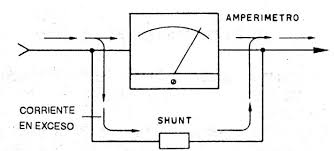 AMPERIMETRO
CORRIENTE
EN EXCESO
SHUNT